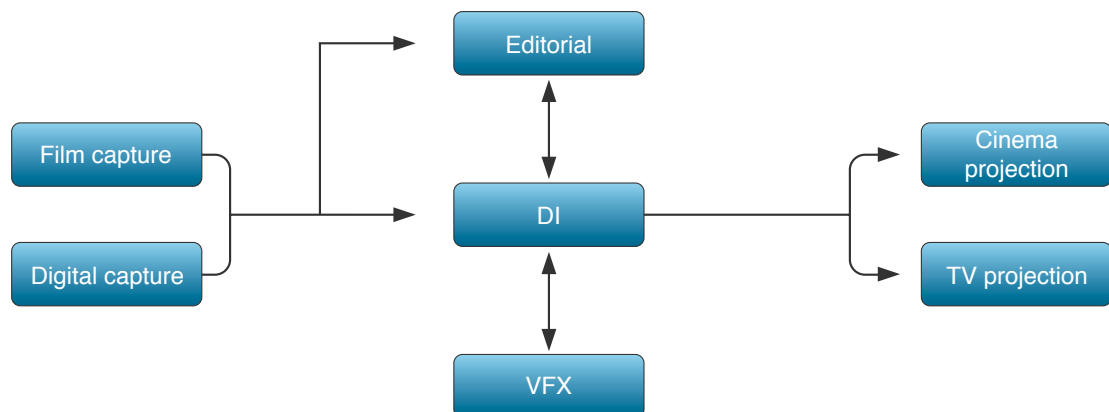 Editorial
Film capture
Cinema
projection
DI
Digital capture
TV projection
VFX